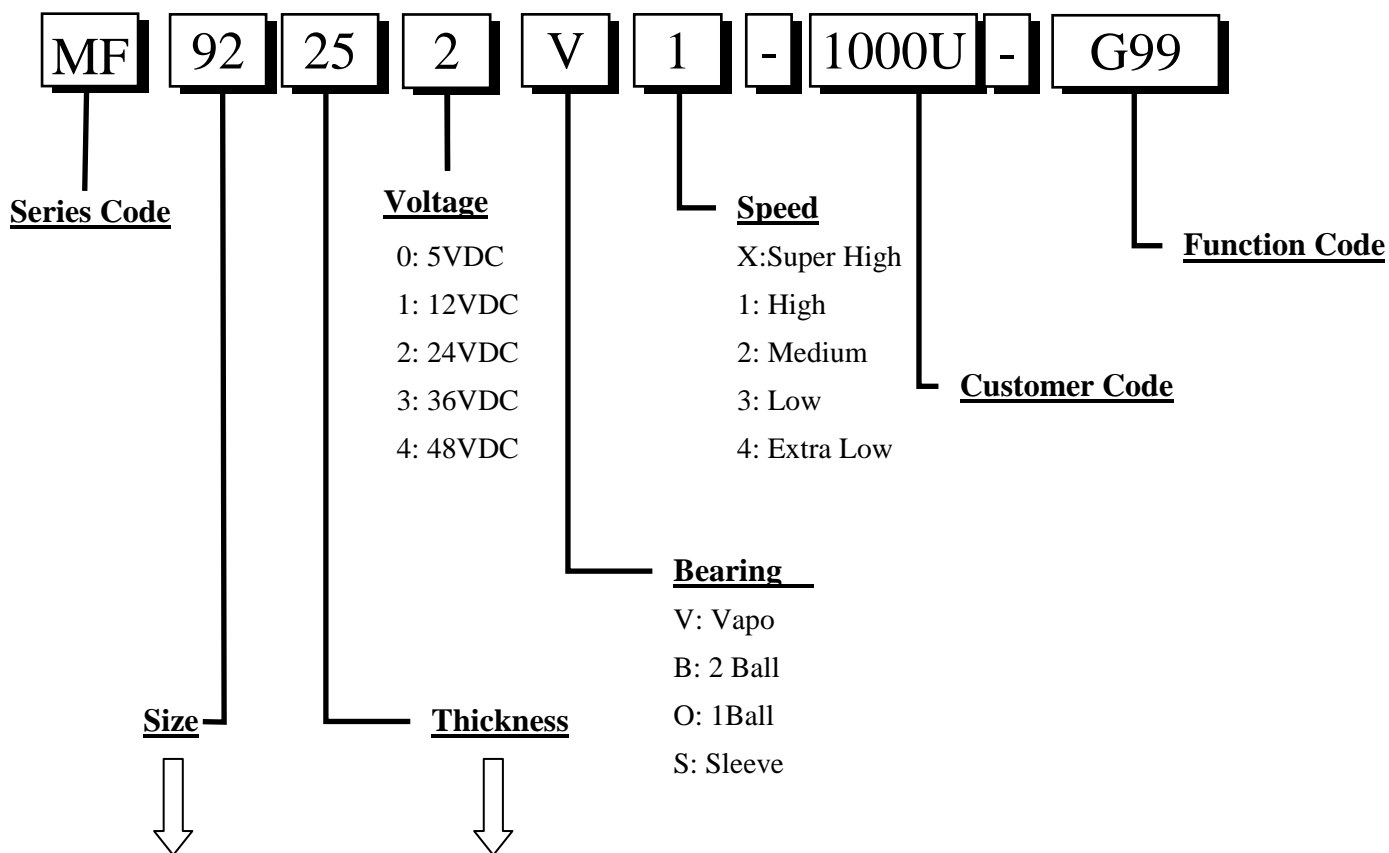 MF 92 25 2 V 1 - 1000U - G99
Series Code
Voltage
0: 5VDC
1: 12VDC
2: 24VDC
3: 36VDC
4: 48VDC
Speed
X:Super High
1: High
2: Medium
3: Low
4: Extra Low
Function Code
Customer Code
Bearing
V: Vapo
B: 2 Ball
O: 1Ball
S: Sleeve
Size
Thickness